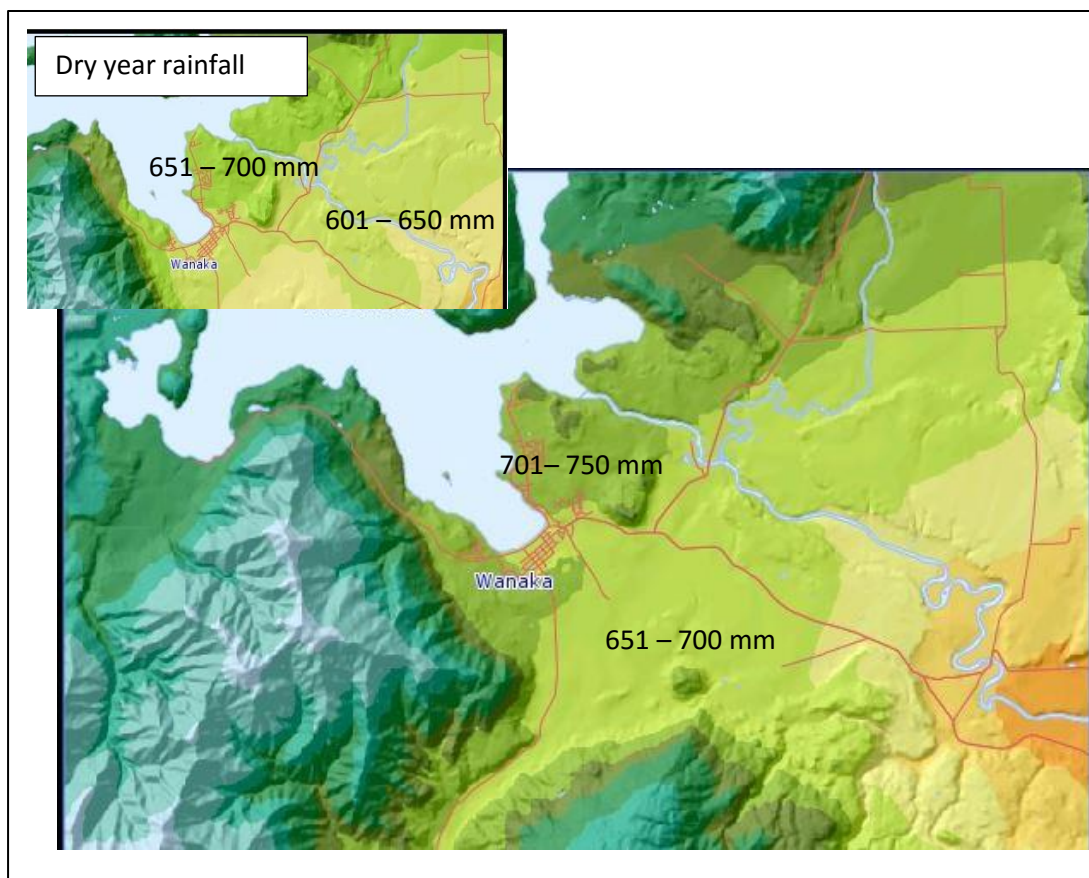 Dry year rainfall
651 – 700 mm
601 – 650 mm
Wanaka
701– 750 mm
Wanaka
651 – 700 mm